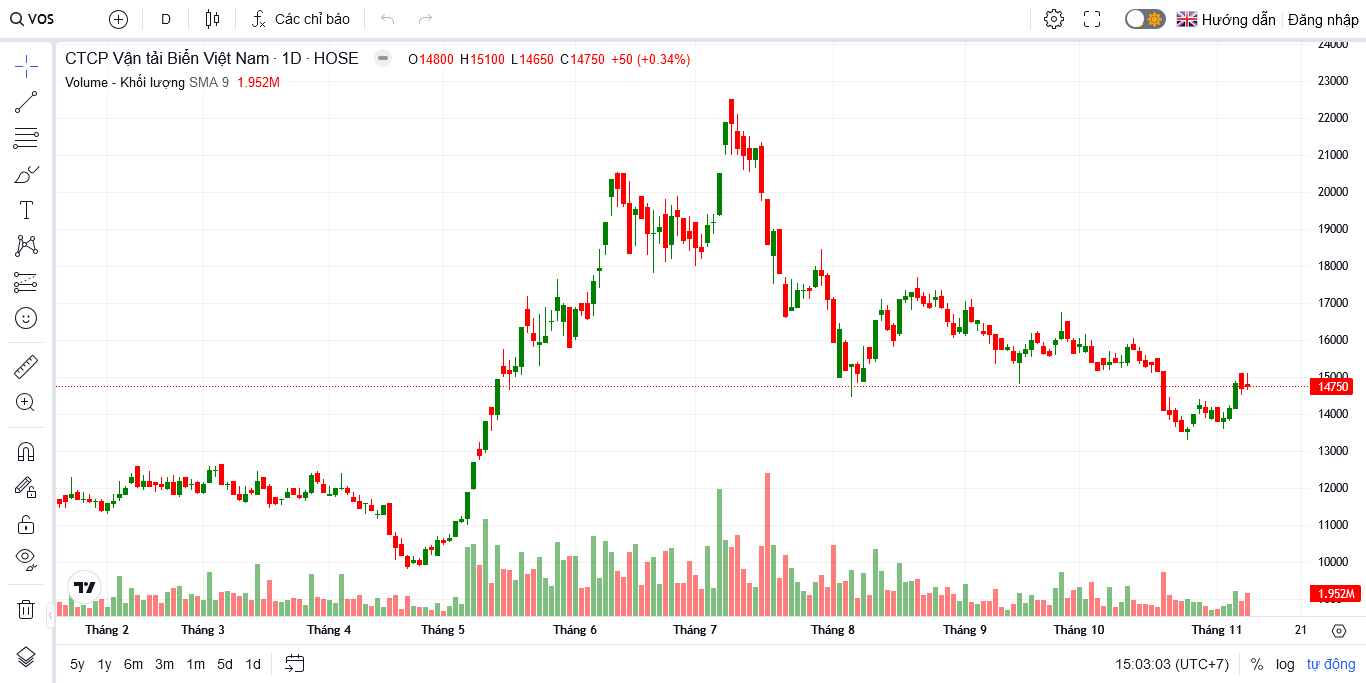 VOS D Các chỉ báo Hướng dẫn Đăng nhập
CTCP Vận tải Biển Việt Nam · 1D · HOSE O14800 H15100 L14650 C14750 +50 (+0.34%)
Volume - Khối lượng SMA 9 1.952M
24000
23000
22000
21000
20000
19000
18000
17000
16000
15000
14750
14000
13000
12000
11000
10000
1.952M
Tháng 2 Tháng 3 Tháng 4 Tháng 5 Tháng 6 Tháng 7 Tháng 8 Tháng 9 Tháng 10 Tháng 11 21
5y 1y 6m 3m 1m 5d 1d 15:03:03 (UTC+7) % log tự động